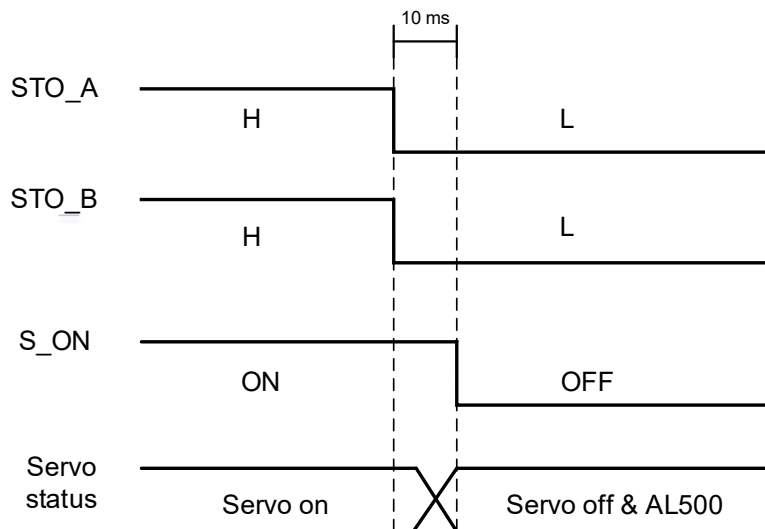 10 ms
STO_A
H
L
STO_B
H
L
S_ON
ON
OFF
Servo
status
Servo on
Servo off & AL500